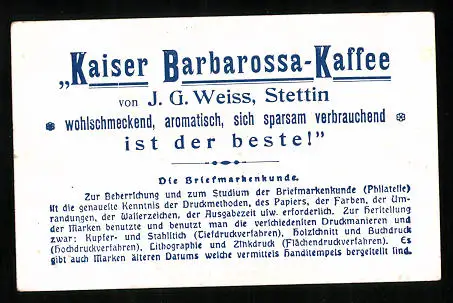 „Kaiser Barbarossa-Kaffee
von J. G. Weiss, Stettin
wohlschmeckend, aromatisch, sich sparsam verbrauchend
ist der beste!"
Die Briefmarkenkunde.
Zur Beherrschung und zum Studium der Briefmarkenkunde (Philatelie)
ist die genaueste Kenntnis der Druckmethoden, des Papiers, der Farben, der Um-
randungen, der Wasserzeichen, der Ausgabezeit usw. erforderlich. Zur Herstellung
der Marken benutzte und benutzt man die verschiedensten Druckmanieren und
zwar: Kupfer- und Stahlstich (Tiefdruckverfahren), Holzschnitt und Buchdruck
(Hochdruckverfahren), Lithographie und Zinkdruck (Flächendruckverfahren). Es
gibt auch Marken älteren Datums welche vermittels Handstempels hergestellt sind.